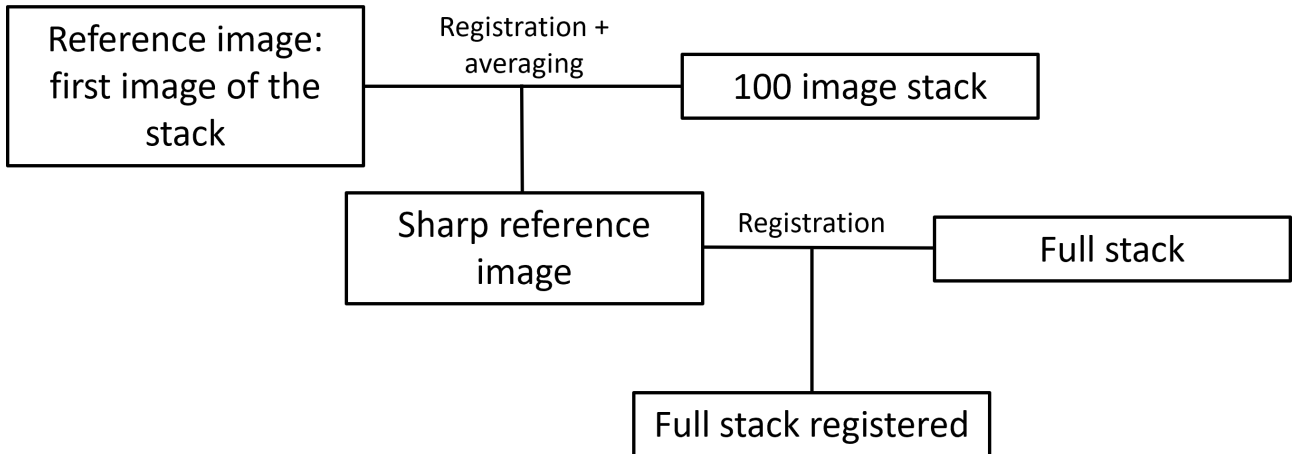 Reference image:
first image of the
stack
Registration +
averaging
100 image stack
Sharp reference
image
Registration
Full stack
Full stack registered